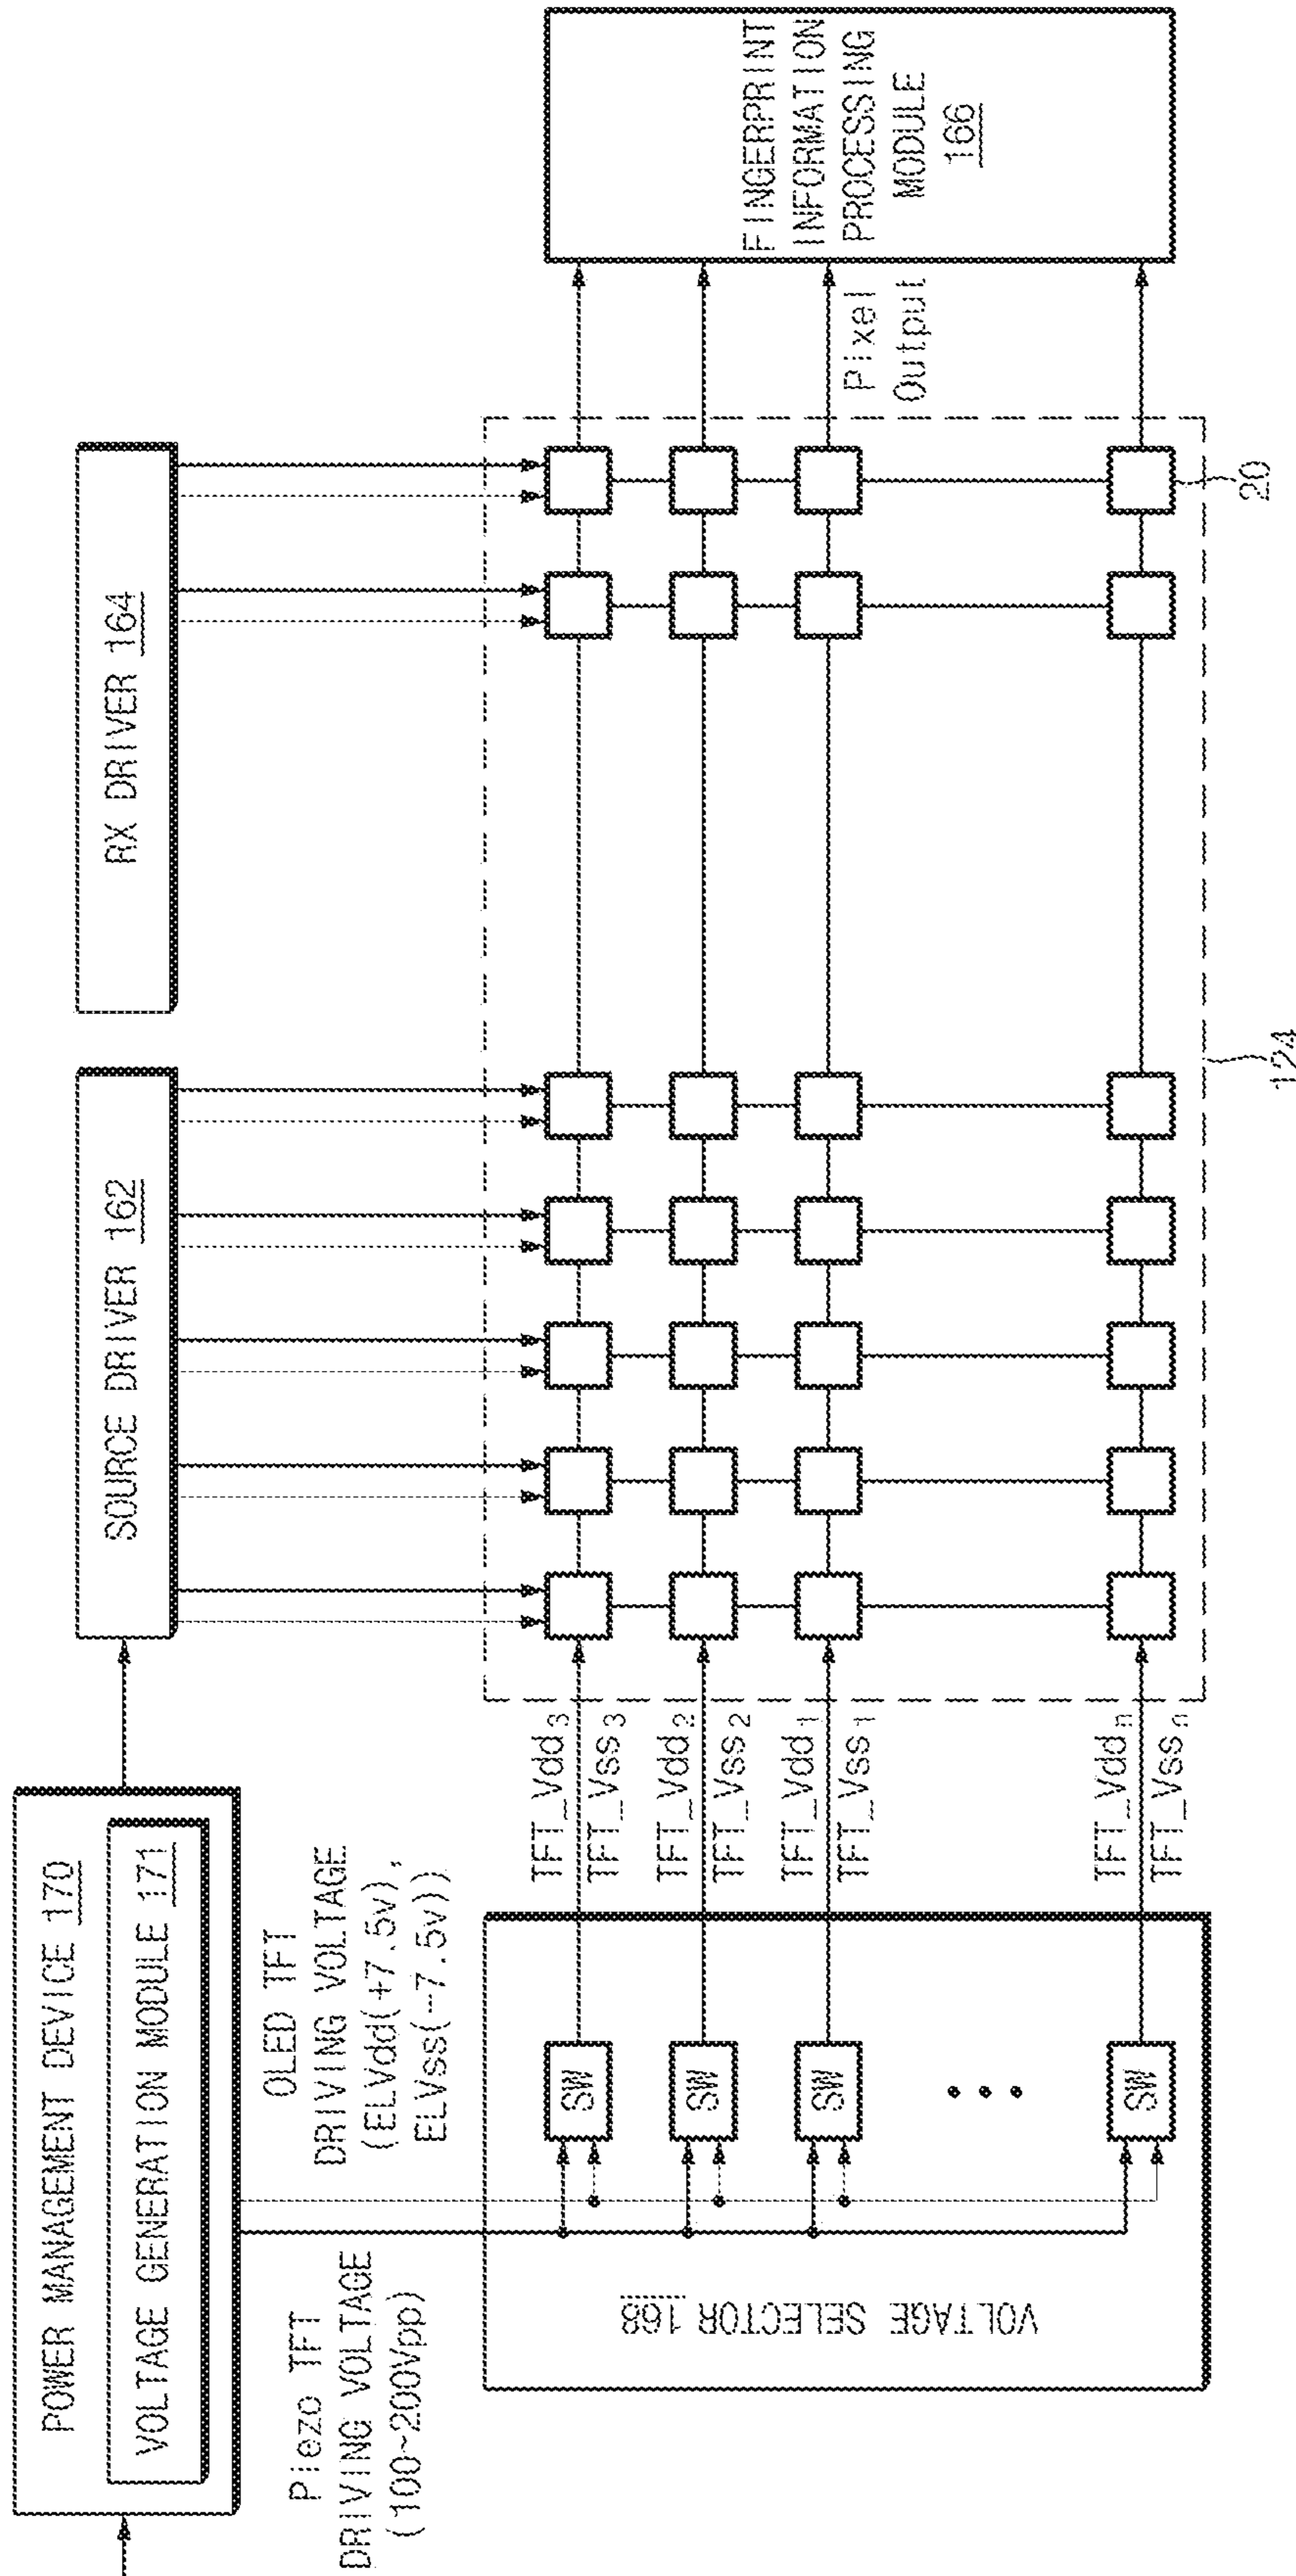 POWER MANAGEMENT DEVICE 170
VOLTAGE GENERATION MODULE 171
SOURCE DRIVER 162
RX DRIVER 164
Piezo TFT
DRIVING VOLTAGE
(100~200Vpp)
OLED TFT
DRIVING VOLTAGE
(ELVdd(+7.5v),
ELVss(-7.5v))
VOLTAGE SELECTOR 168
SW
SW
SW
SW
TFT_Vdd3
TFT_Vss3
TFT_Vdd2
TFT_Vss2
TFT_Vdd1
TFT_Vss1
TFT_Vddn
TFT_Vssn
Pixel
Output
FINGERPRINT
INFORMATION
PROCESSING
MODULE
166
20
124